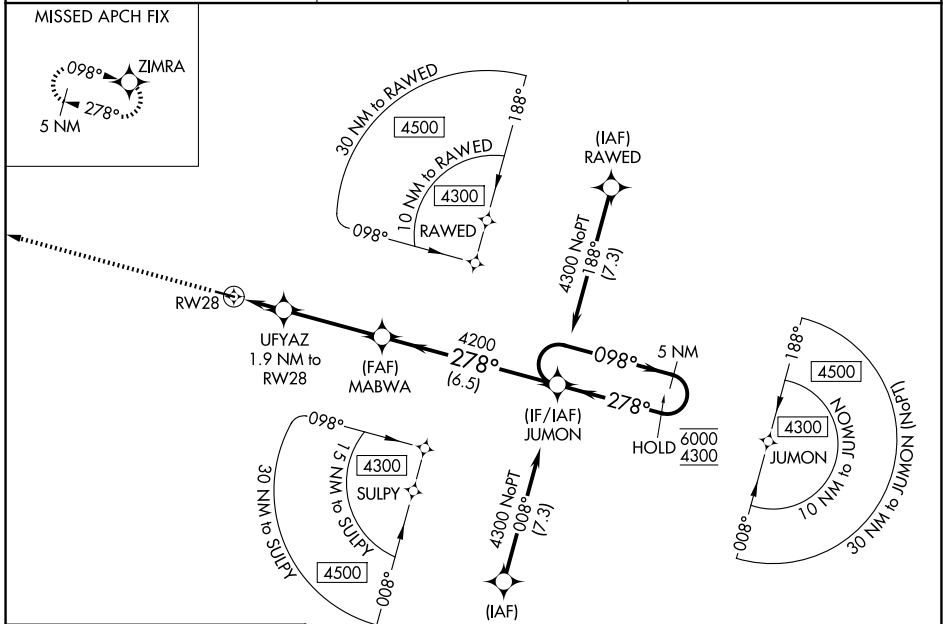 MISSED APCH FIX
098°
ZIMRA
278°
5 NM
30 NM to RAWED
4500
188°
10 NM to RAWED
4300
RAWED
098°
(IAF)
RAWED
4300 NoPT
188°
(7.3)
RW28
UFYAZ
1.9 NM to
RW28
(FAF)
MABWA
4200
278°
(6.5)
098°
5 NM
278°
(IF/IAF)
JUMON
HOLD
6000
4300
188°
4500
4300
JUMON
10 NM to JUMON
30 NM to JUMON (NoPT)
008°
098°
4300
SULPY
15 NM to SULPY
30 NM to SULPY
4500
008°
4300 NoPT
008°
(7.3)
(IAF)